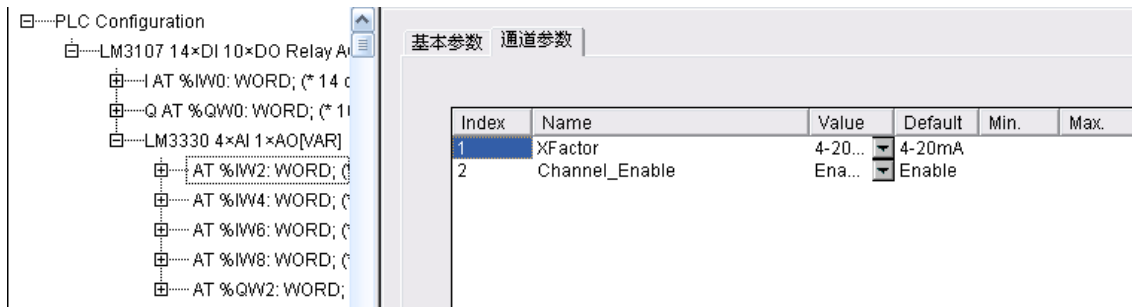 PLC Configuration
LM3107 14×DI 10×DO Relay
I AT %IW0: WORD; (* 14
Q AT %QW0: WORD; (*
LM3330 4×AI 1×AO[VAR]
AT %IW2: WORD;
AT %IW4: WORD; (*
AT %IW6: WORD; (*
AT %IW8: WORD; (*
AT %QW2: WORD;
基本参数 通道参数
Index Name Value Default Min. Max.
1 XFactor 4-20... 4-20mA
2 Channel_Enable Ena... Enable